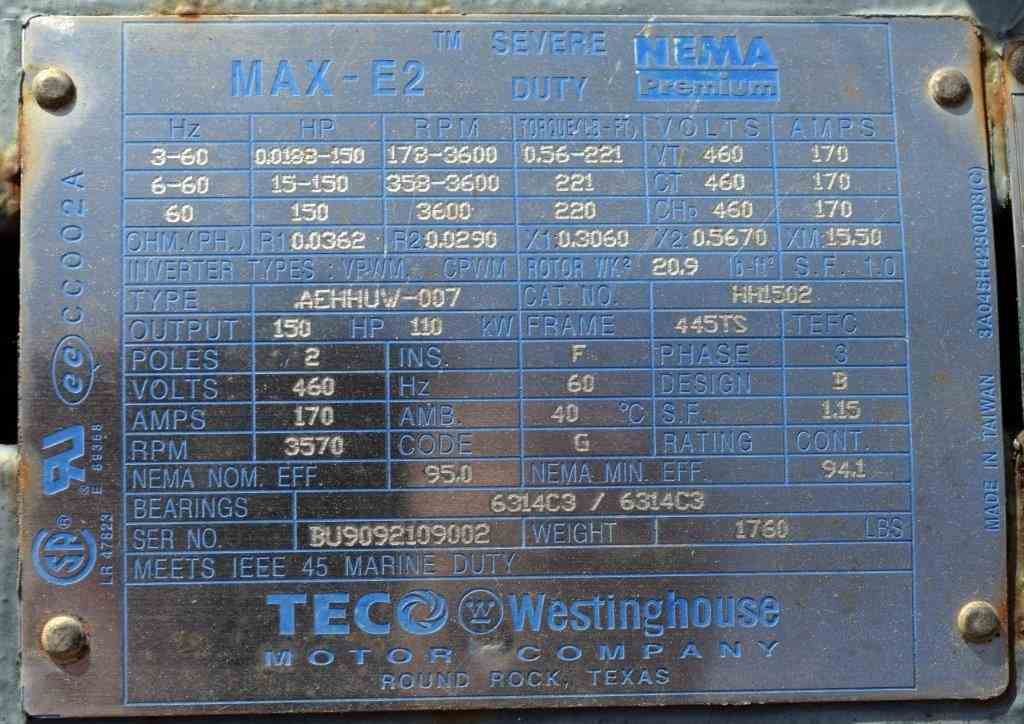 TM SEVERE
MAX-E2 DUTY
NEMA
Premium
Hz HP RPM TORQUE(LB-FT) VOLTS AMPS
3-60 0.0188-150 178-3600 0.56-221 VT 460 170
6-60 15-150 358-3600 221 CT 460 170
60 150 3600 220 CHp 460 170
OHM.(PH.) R1 0.0362 R2 0.0290 X1 0.3060 X2 0.5670 XM 15.50
INVERTER TYPES : VPWM. CPWM ROTOR WK² 20.9 lb-ft² S.F. 1.0
TYPE AEHHUW-007 CAT. NO. HH1502
OUTPUT 150 HP 110 kW FRAME 445TS TEFC
POLES 2 INS. F PHASE 3
VOLTS 460 Hz 60 DESIGN B
AMPS 170 AMB. 40 °C S.F. 1.15
RPM 3570 CODE G RATING CONT.
NEMA NOM. EFF. 95.0 NEMA MIN. EFF. 94.1
BEARINGS 6314C3 / 6314C3
SER NO. BU9092109002 WEIGHT 1760 LBS
MEETS IEEE 45 MARINE DUTY
TECO W Westinghouse
MOTOR COMPANY
ROUND ROCK, TEXAS
ee CC002A
E 69368
LR 47823
MADE IN TAIWAN 3A045H4230003(C)